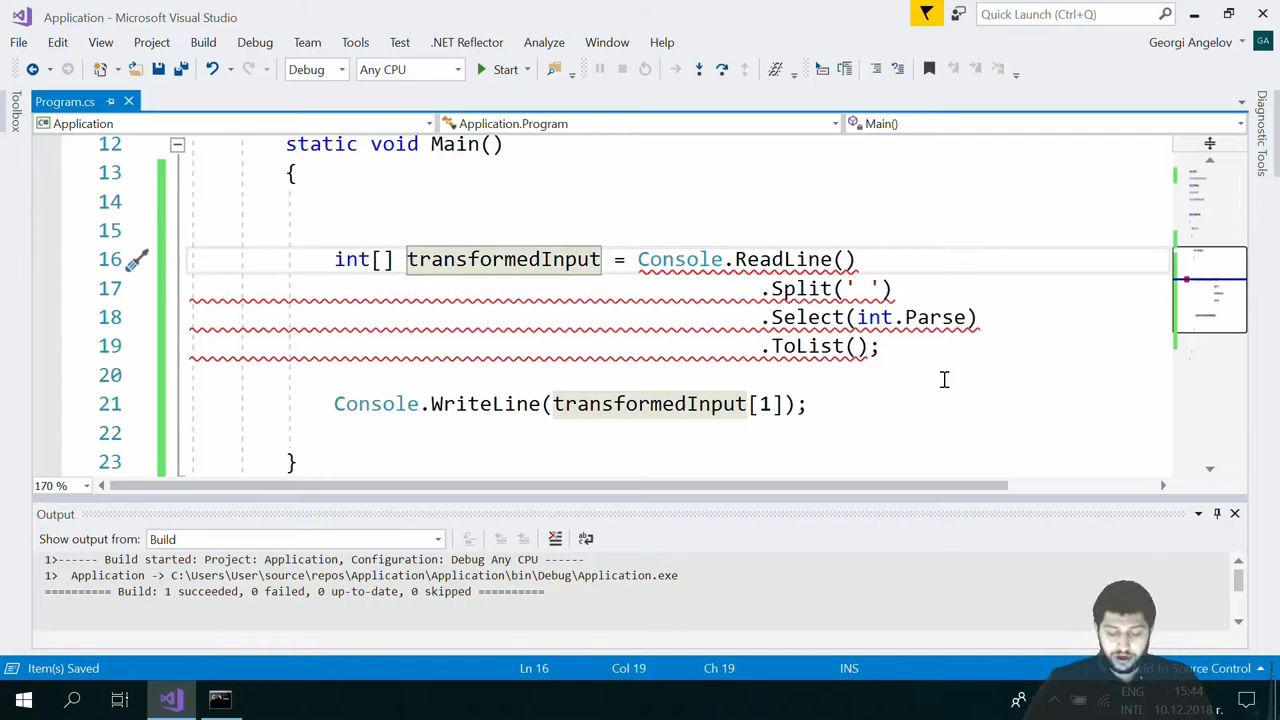 Application - Microsoft Visual Studio
Quick Launch (Ctrl+Q)
File Edit View Project Build Debug Team Tools Test .NET Reflector Analyze Window Help
Georgi Angelov
GA
Debug
Any CPU
Start
Program.cs
Application
Application.Program
Main()
Toolbox
Diagnostic Tools
12 static void Main()
13 {
14
15
16 int[] transformedInput = Console.ReadLine()
17 .Split(' ')
18 .Select(int.Parse)
19 .ToList();
20
21 Console.WriteLine(transformedInput[1]);
22
23 }
170 %
Output
Show output from: Build
1>------ Build started: Project: Application, Configuration: Debug Any CPU ------
1> Application -> C:\Users\User\source\repos\Application\Application\bin\Debug\Application.exe
========== Build: 1 succeeded, 0 failed, 0 up-to-date, 0 skipped ==========
Item(s) Saved
Ln 16
Col 19
Ch 19
INS
to Source Control
ENG
INTL
15:44
10.12.2018 г.